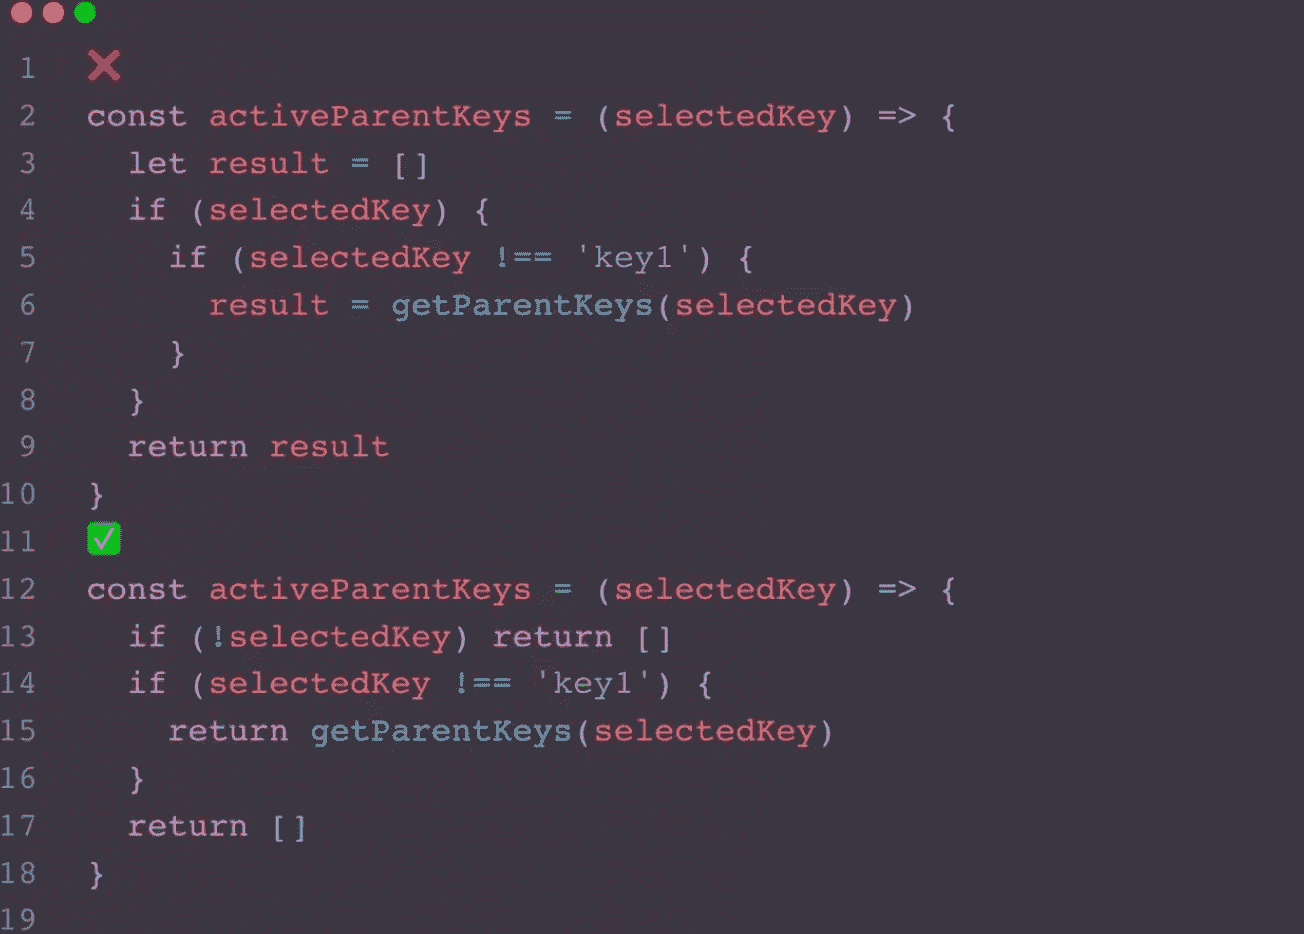 1 ❌
2 const activeParentKeys = (selectedKey) => {
3   let result = []
4   if (selectedKey) {
5     if (selectedKey !== 'key1') {
6       result = getParentKeys(selectedKey)
7     }
8   }
9   return result
10 }
11 ✅
12 const activeParentKeys = (selectedKey) => {
13   if (!selectedKey) return []
14   if (selectedKey !== 'key1') {
15     return getParentKeys(selectedKey)
16   }
17   return []
18 }
19